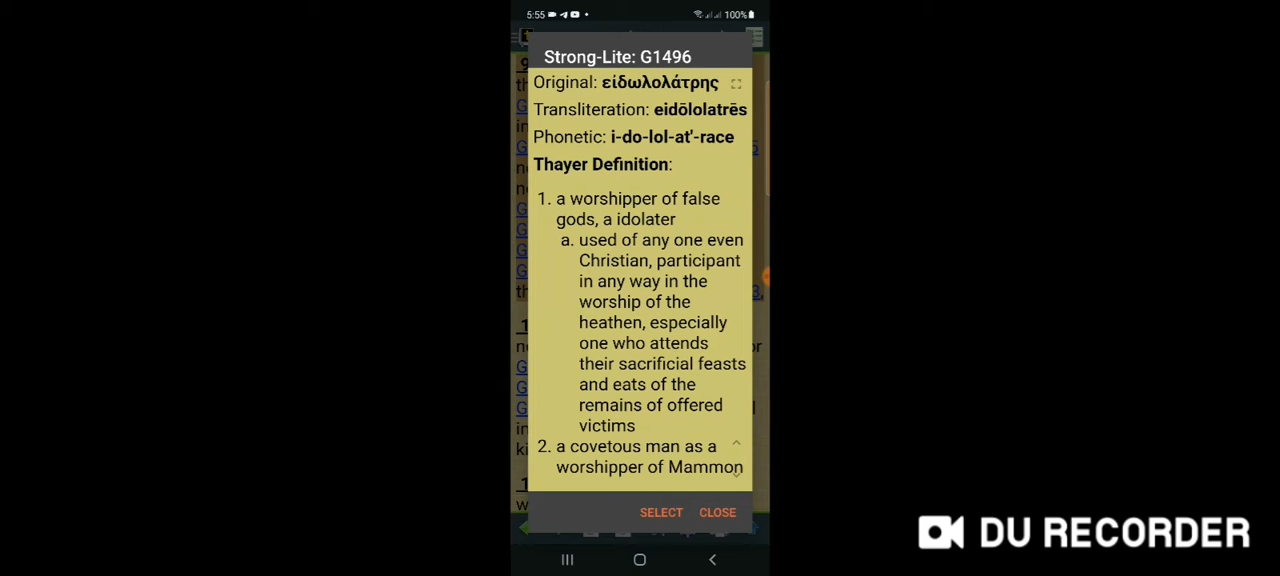 5:55
100%
Strong-Lite: G1496
Original: εἰδωλολάτρης
Transliteration: eidōlolatrēs
Phonetic: i-do-lol-at'-race
Thayer Definition:
1. a worshipper of false
gods, a idolater
a. used of any one even
Christian, participant
in any way in the
worship of the
heathen, especially
one who attends
their sacrificial feasts
and eats of the
remains of offered
victims
2. a covetous man as a
worshipper of Mammon
SELECT CLOSE
DU RECORDER